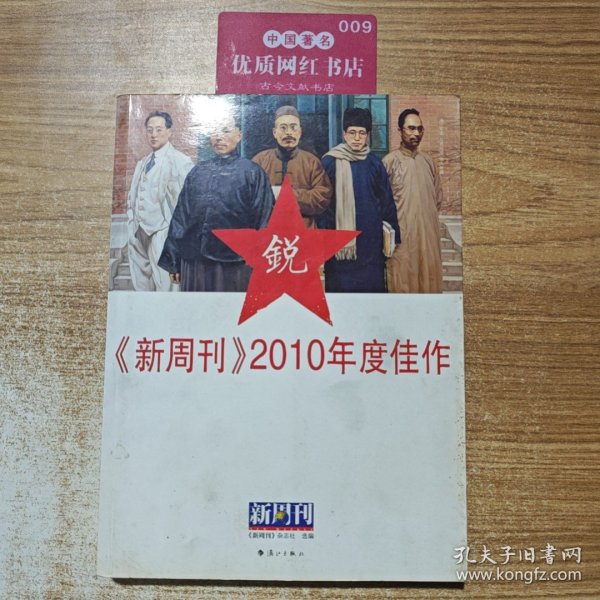 009
中国著名
优质网红书店
古今文献书店
銳
《新周刊》2010年度佳作
新周刊
《新周刊》杂志社 选编
漓江出版社
孔夫子旧书网
www.kongfz.com